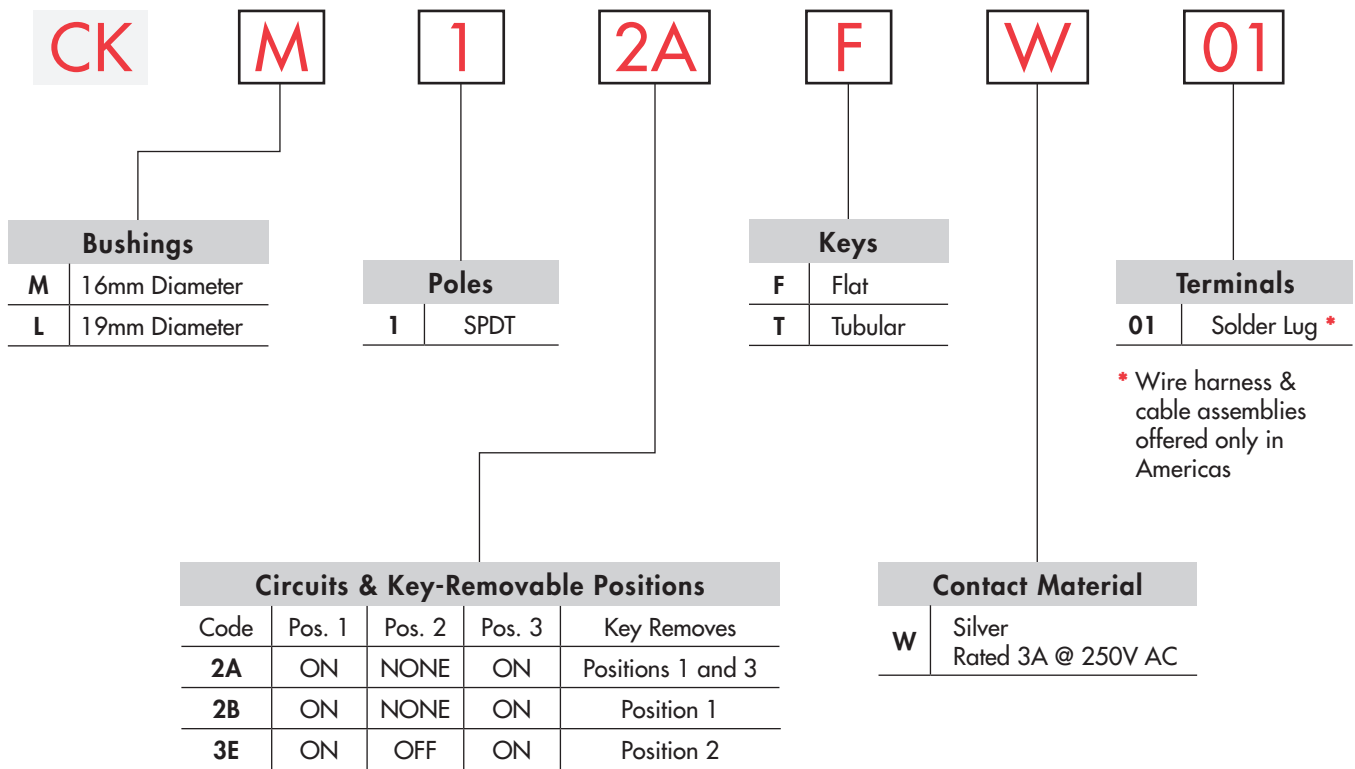 CK M 1 2A F W 01
Bushings
M 16mm Diameter
L 19mm Diameter
Poles
1 SPDT
Keys
F Flat
T Tubular
Terminals
01 Solder Lug *
* Wire harness &
cable assemblies
offered only in
Americas
Circuits & Key-Removable Positions
Code Pos. 1 Pos. 2 Pos. 3 Key Removes
2A ON NONE ON Positions 1 and 3
2B ON NONE ON Position 1
3E ON OFF ON Position 2
Contact Material
W Silver
Rated 3A @ 250V AC